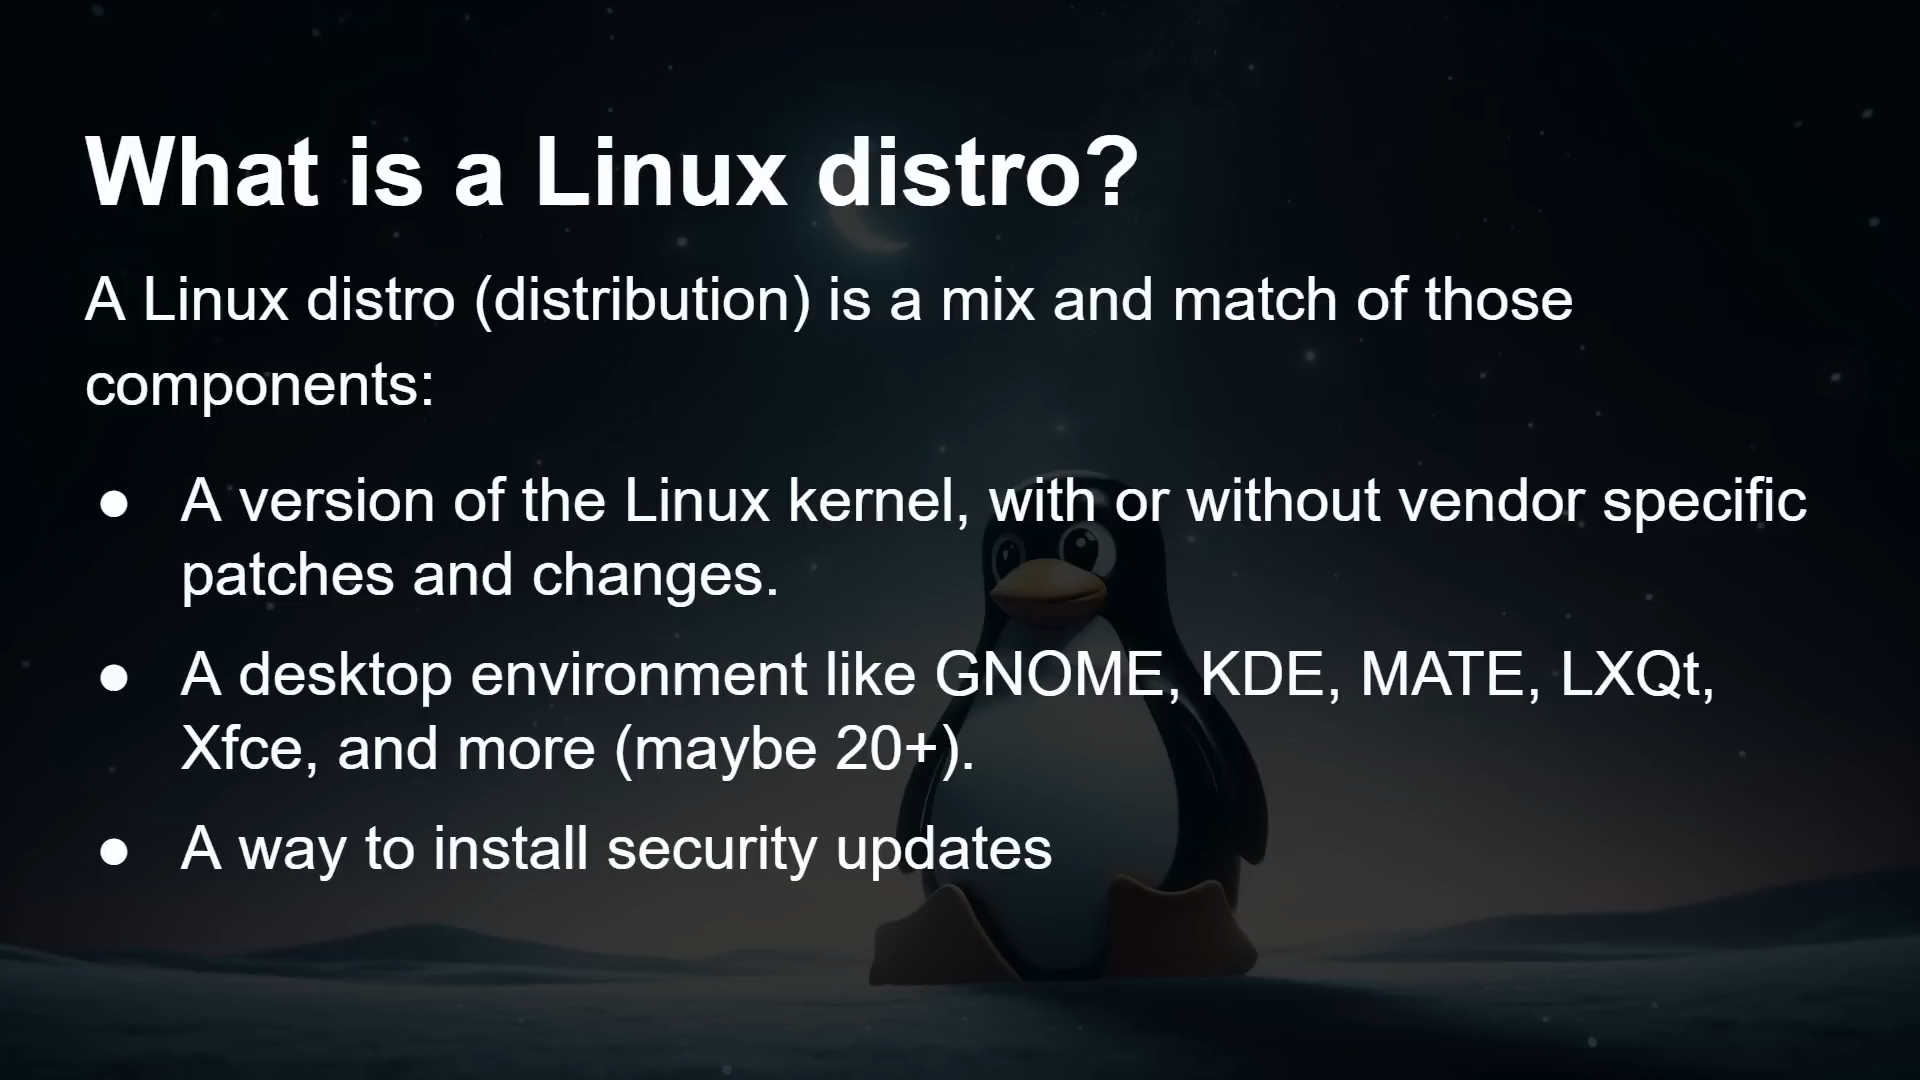 What is a Linux distro?
A Linux distro (distribution) is a mix and match of those
components:
● A version of the Linux kernel, with or without vendor specific
patches and changes.
● A desktop environment like GNOME, KDE, MATE, LXQt,
Xfce, and more (maybe 20+).
● A way to install security updates